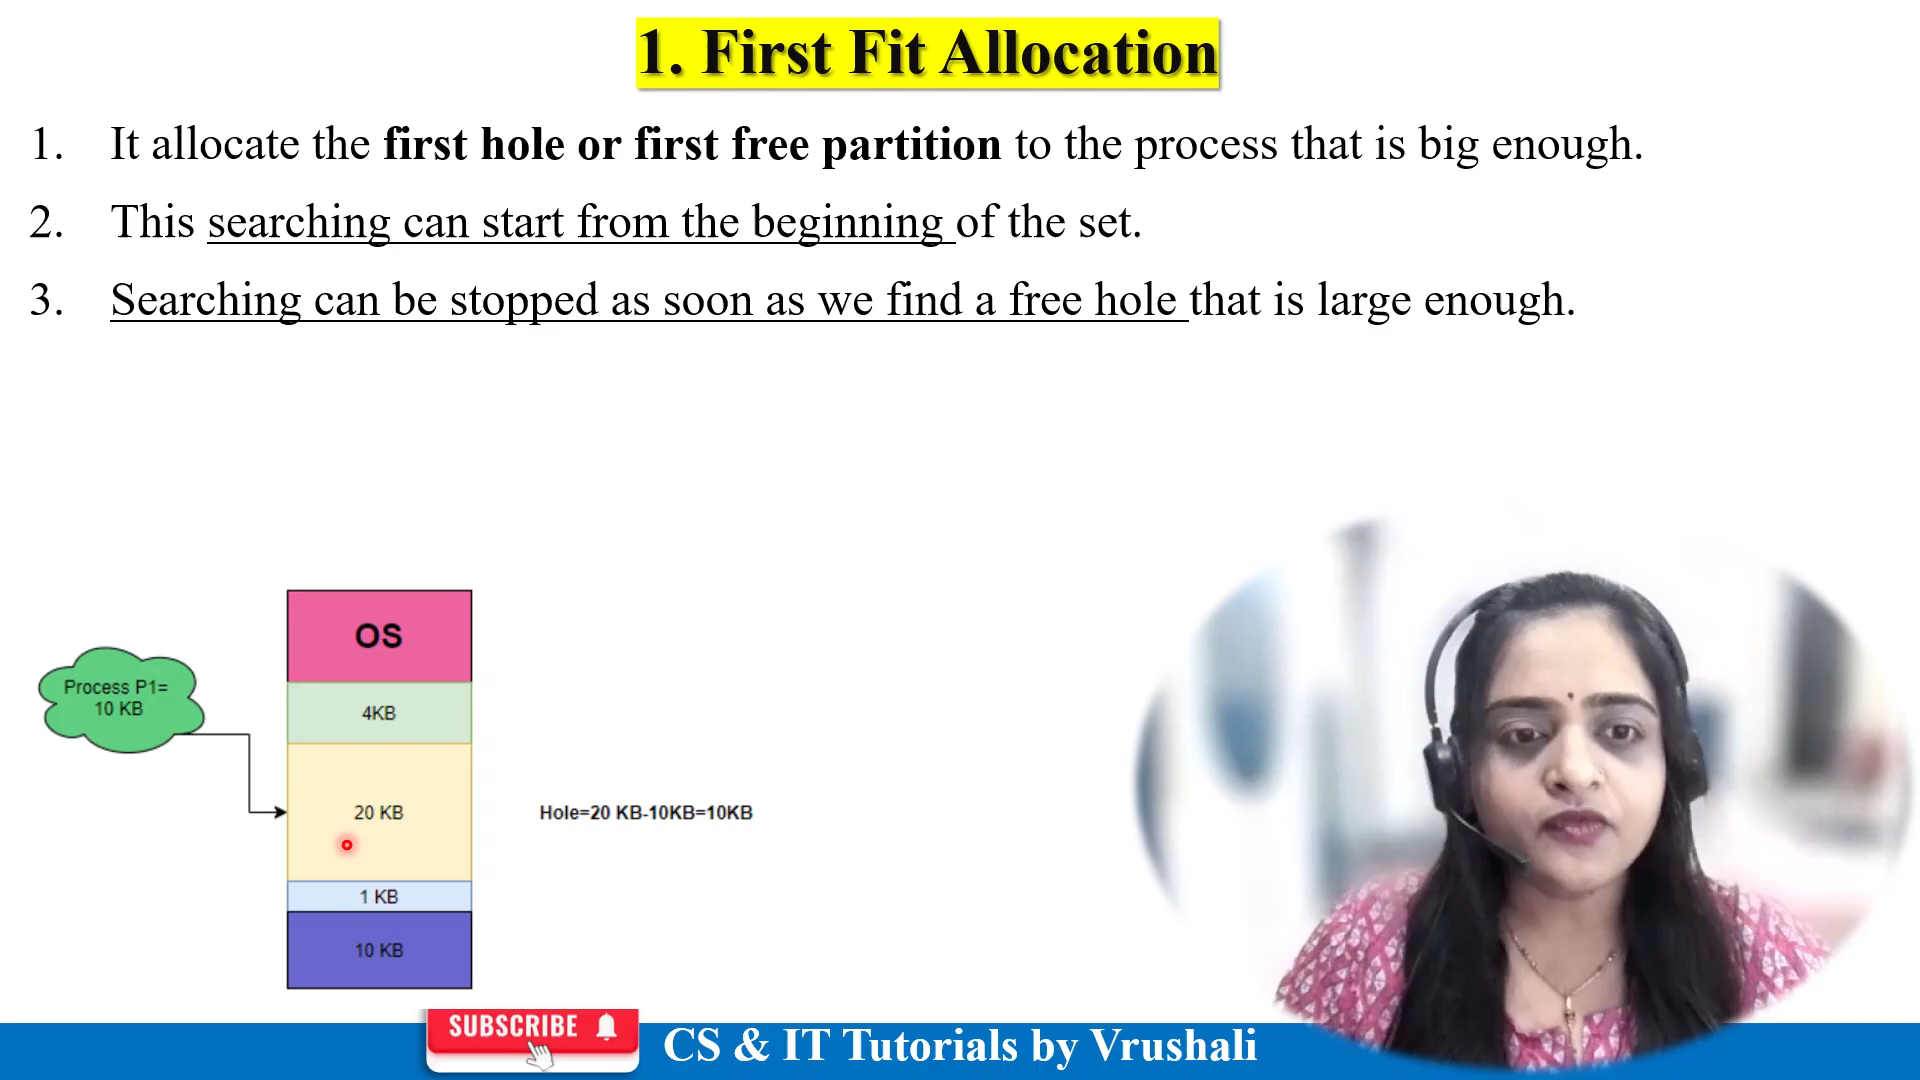 1. First Fit Allocation
1. It allocate the first hole or first free partition to the process that is big enough.
2. This searching can start from the beginning of the set.
3. Searching can be stopped as soon as we find a free hole that is large enough.
OS
Process P1=
10 KB
4KB
20 KB
Hole=20 KB-10KB=10KB
1 KB
10 KB
SUBSCRIBE
CS & IT Tutorials by Vrushali